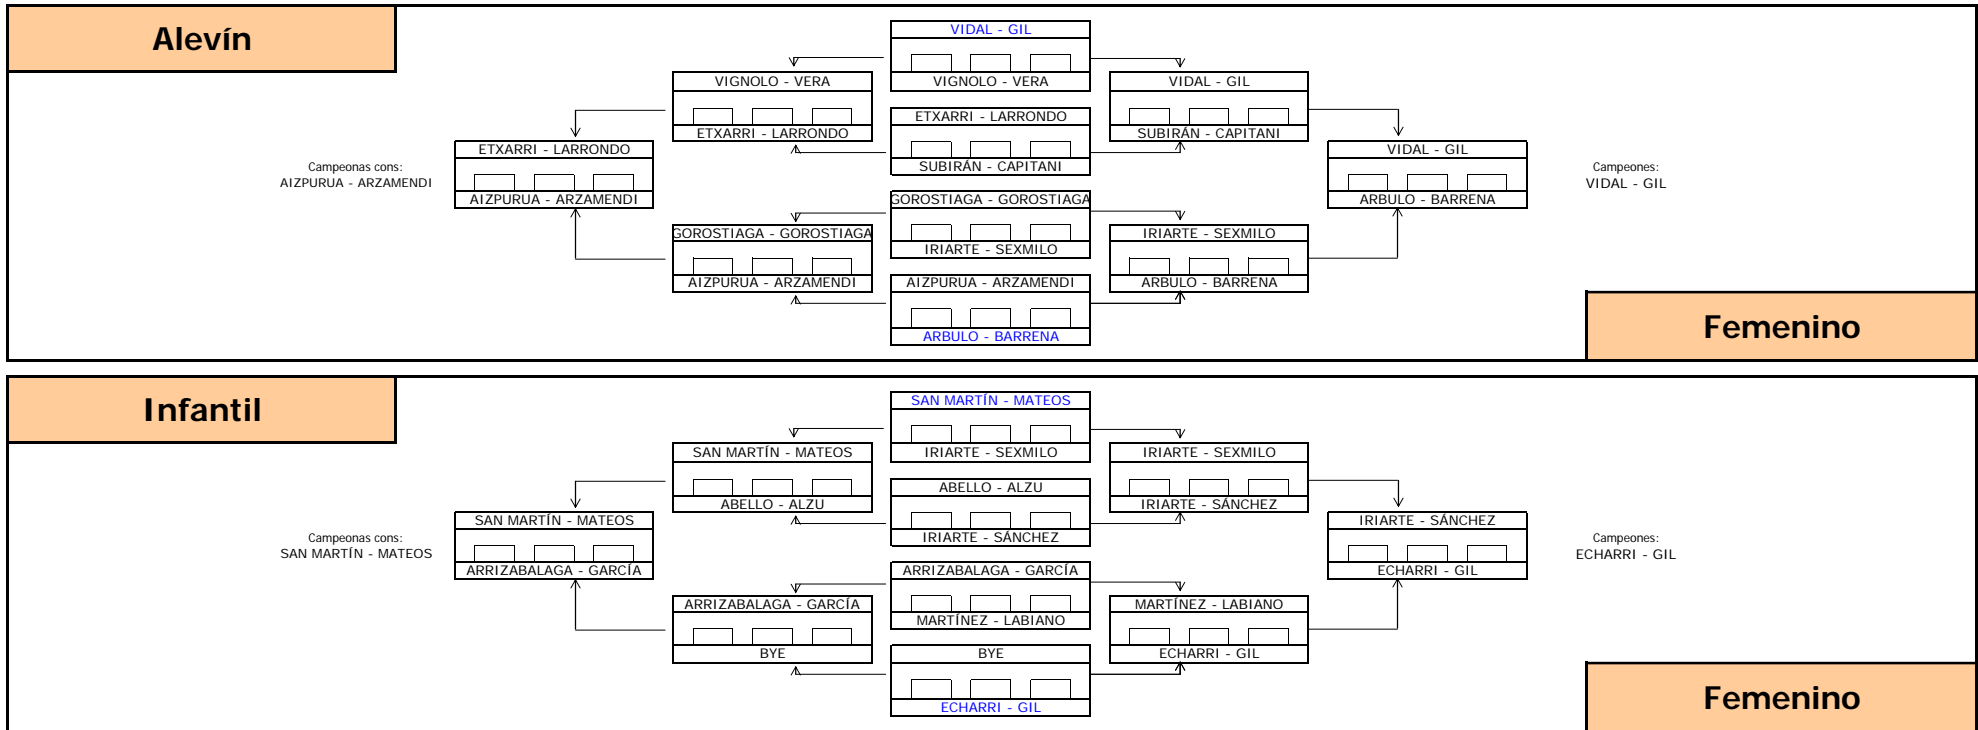 Alevín
VIDAL - GIL
VIGNOLO - VERA
VIGNOLO - VERA
ETXARRI - LARRONDO
VIDAL - GIL
SUBIRÁN - CAPITANI
ETXARRI - LARRONDO
SUBIRÁN - CAPITANI
ETXARRI - LARRONDO
AIZPURUA - ARZAMENDI
VIDAL - GIL
ARBULO - BARRENA
Campeonas cons:
AIZPURUA - ARZAMENDI
Campeones:
VIDAL - GIL
GOROSTIAGA - GOROSTIAGA
IRIARTE - SEXMILO
GOROSTIAGA - GOROSTIAGA
AIZPURUA - ARZAMENDI
IRIARTE - SEXMILO
ARBULO - BARRENA
AIZPURUA - ARZAMENDI
ARBULO - BARRENA
Femenino
Infantil
SAN MARTÍN - MATEOS
IRIARTE - SEXMILO
SAN MARTÍN - MATEOS
ABELLO - ALZU
IRIARTE - SEXMILO
IRIARTE - SÁNCHEZ
ABELLO - ALZU
IRIARTE - SÁNCHEZ
SAN MARTÍN - MATEOS
ARRIZABALAGA - GARCÍA
IRIARTE - SÁNCHEZ
ECHARRI - GIL
Campeonas cons:
SAN MARTÍN - MATEOS
Campeones:
ECHARRI - GIL
ARRIZABALAGA - GARCÍA
MARTÍNEZ - LABIANO
ARRIZABALAGA - GARCÍA
BYE
MARTÍNEZ - LABIANO
ECHARRI - GIL
BYE
ECHARRI - GIL
Femenino